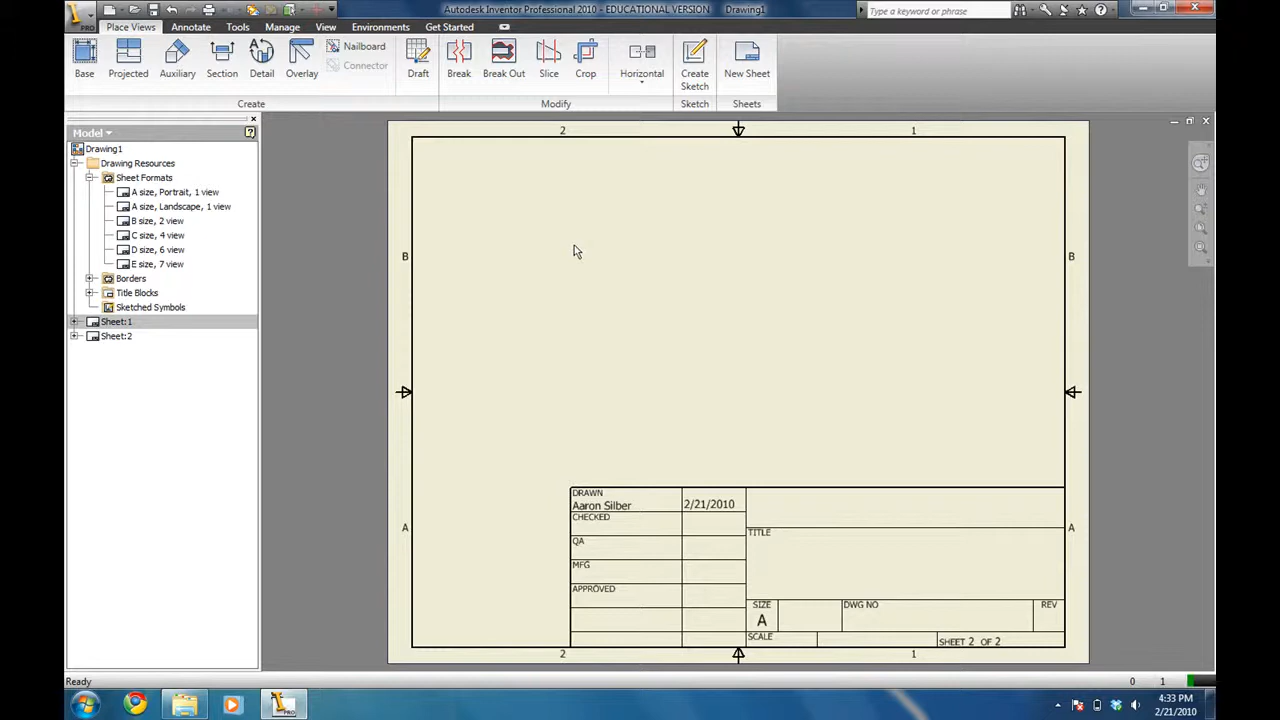 Autodesk Inventor Professional 2010 - EDUCATIONAL VERSION Drawing1
Type a keyword or phrase
PRO
Place Views Annotate Tools Manage View Environments Get Started
Base Projected Auxiliary Section Detail Overlay
Nailboard
Connector
Draft Break Break Out Slice Crop Horizontal
Create Sketch
New Sheet
Create Modify Sketch Sheets
Model
Drawing1
Drawing Resources
Sheet Formats
A size, Portrait, 1 view
A size, Landscape, 1 view
B size, 2 view
C size, 4 view
D size, 6 view
E size, 7 view
Borders
Title Blocks
Sketched Symbols
Sheet:1
Sheet:2
2 1
B B
A A
DRAWN
Aaron Silber 2/21/2010
CHECKED
QA
MFG
APPROVED
TITLE
SIZE
A
DWG NO
REV
SCALE
SHEET 2 OF 2
2 1
Ready
0 1
PRO
4:33 PM
2/21/2010